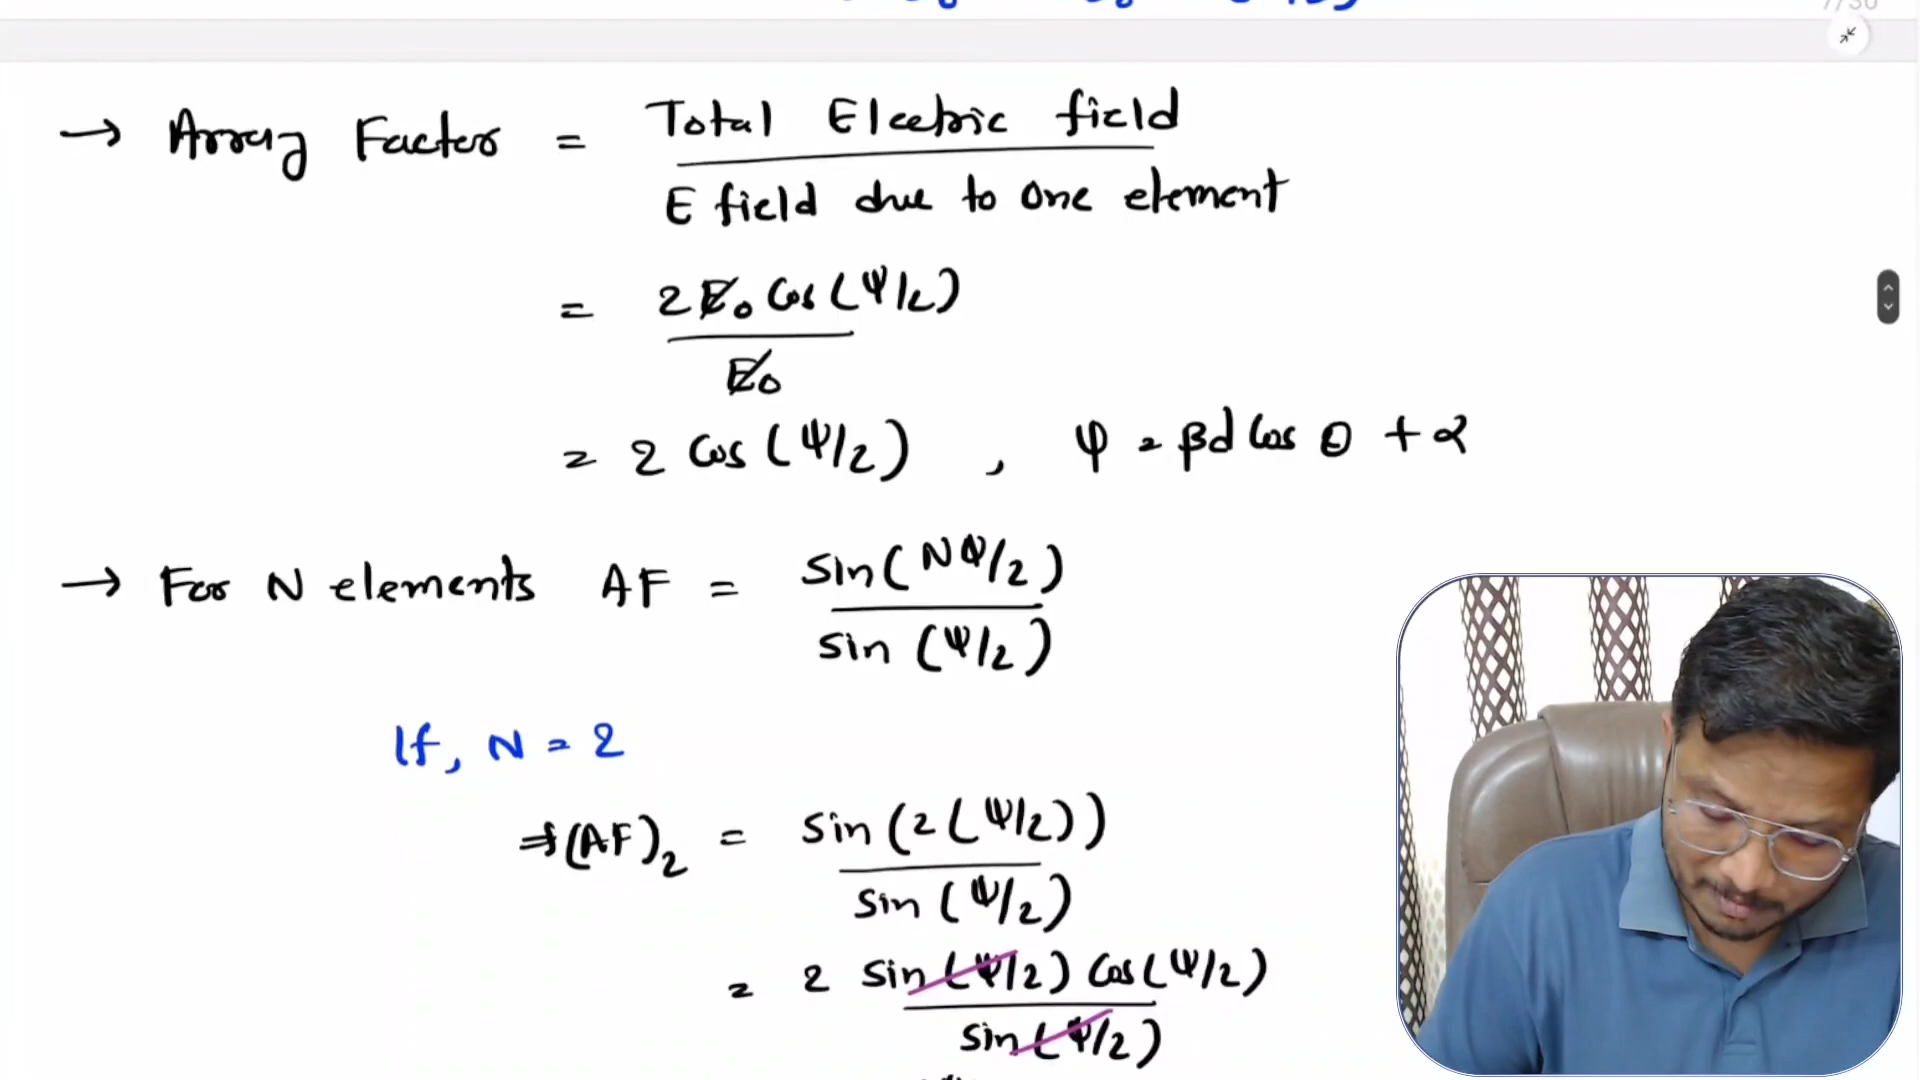 → Array Factor = Total Electric field
E field due to one element
= 2E₀ Cos(Ψ/2)
E₀
= 2 Cos(Ψ/2) , Ψ = βd Cos θ + α
→ For N elements AF = Sin(NΨ/2)
Sin(Ψ/2)
If, N = 2
⇒(AF)₂ = Sin(2(Ψ/2))
Sin(Ψ/2)
= 2 Sin(Ψ/2) Cos(Ψ/2)
Sin(Ψ/2)